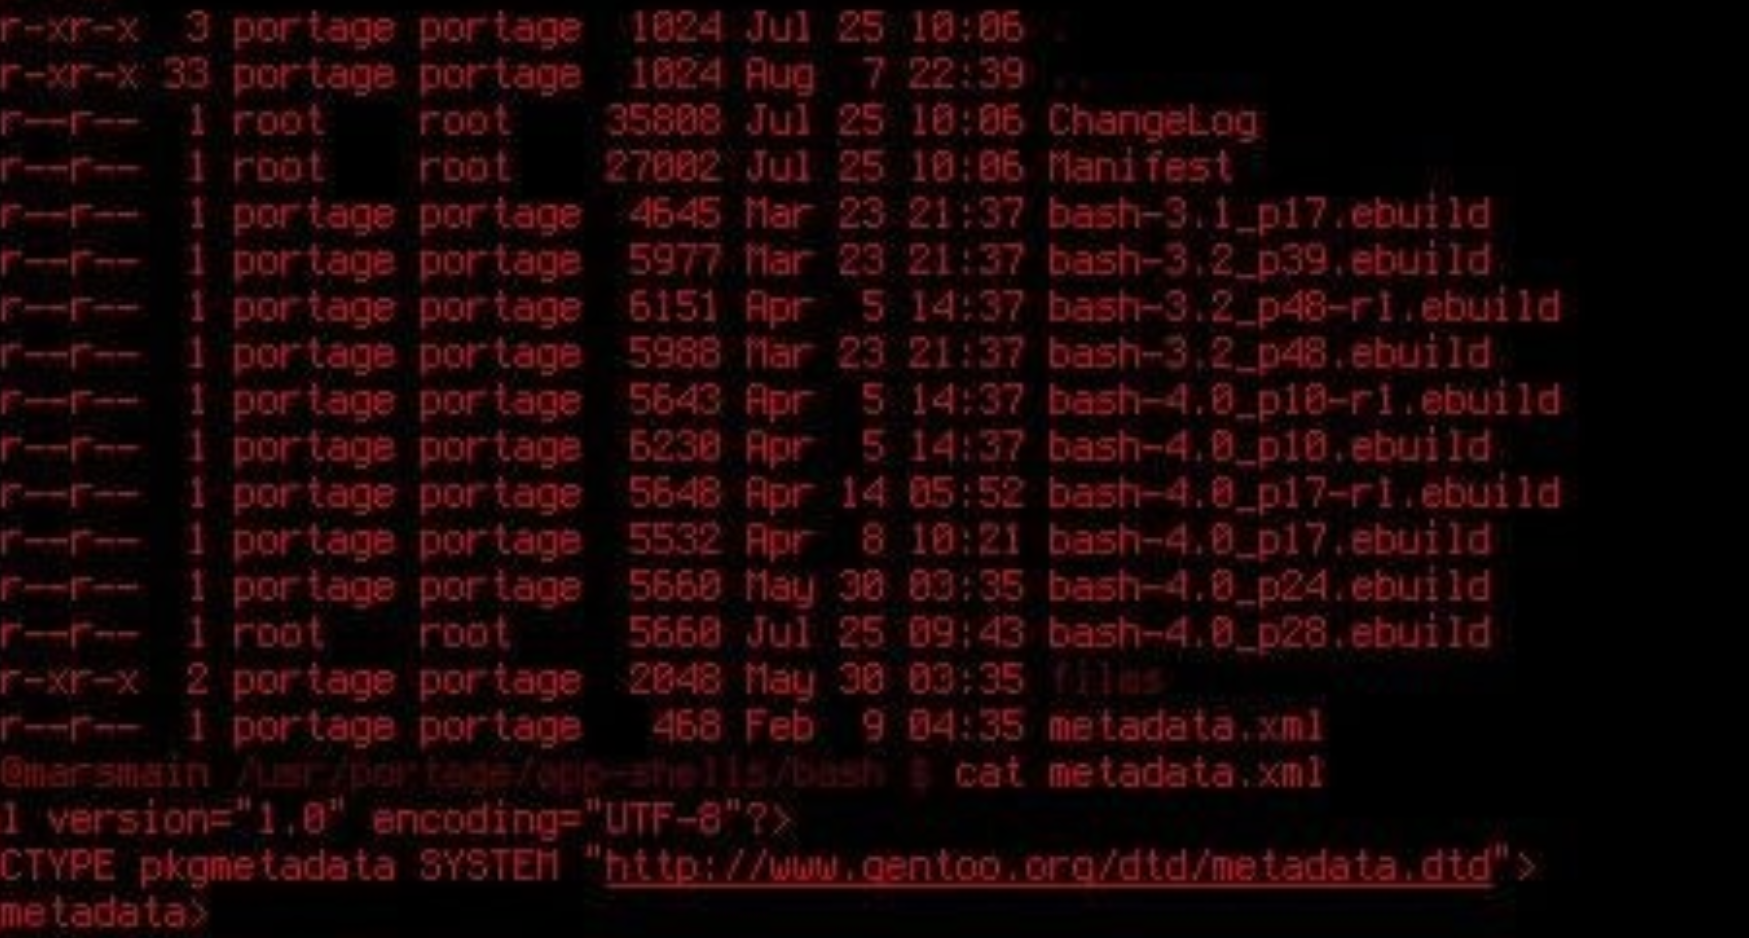 r-xr-x  3 portage portage  1024 Jul 25 10:06 .
r-xr-x 33 portage portage  1024 Aug  7 22:39 ..
r--r--  1 root    root    35808 Jul 25 10:06 ChangeLog
r--r--  1 root    root    27002 Jul 25 10:06 Manifest
r--r--  1 portage portage  4645 Mar 23 21:37 bash-3.1_p17.ebuild
r--r--  1 portage portage  5977 Mar 23 21:37 bash-3.2_p39.ebuild
r--r--  1 portage portage  6151 Apr  5 14:37 bash-3.2_p48-r1.ebuild
r--r--  1 portage portage  5988 Mar 23 21:37 bash-3.2_p48.ebuild
r--r--  1 portage portage  5643 Apr  5 14:37 bash-4.0_p10-r1.ebuild
r--r--  1 portage portage  6230 Apr  5 14:37 bash-4.0_p10.ebuild
r--r--  1 portage portage  5648 Apr 14 05:52 bash-4.0_p17-r1.ebuild
r--r--  1 portage portage  5532 Apr  8 10:21 bash-4.0_p17.ebuild
r--r--  1 portage portage  5660 May 30 03:35 bash-4.0_p24.ebuild
r--r--  1 root    root     5660 Jul 25 09:43 bash-4.0_p28.ebuild
r-xr-x  2 portage portage  2048 May 30 03:35 files
r--r--  1 portage portage   468 Feb  9 04:35 metadata.xml
@marsmain /usr/portage/app-shells/bash $ cat metadata.xml
l version="1.0" encoding="UTF-8"?>
CTYPE pkgmetadata SYSTEM "http://www.gentoo.org/dtd/metadata.dtd">
metadata>